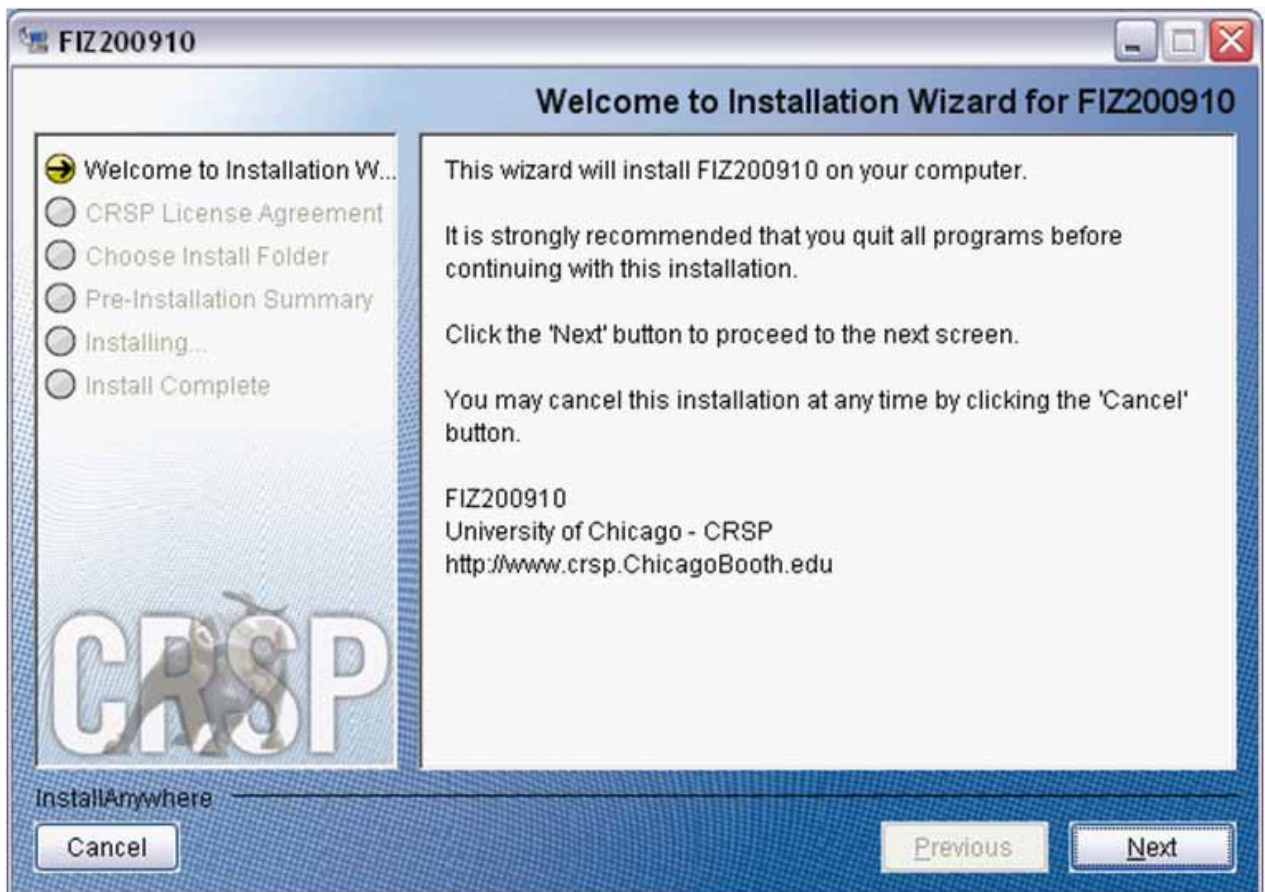 FIZ200910
Welcome to Installation Wizard for FIZ200910
Welcome to Installation W...
CRSP License Agreement
Choose Install Folder
Pre-Installation Summary
Installing...
Install Complete
CRSP
This wizard will install FIZ200910 on your computer.
It is strongly recommended that you quit all programs before
continuing with this installation.
Click the 'Next' button to proceed to the next screen.
You may cancel this installation at any time by clicking the 'Cancel'
button.
FIZ200910
University of Chicago - CRSP
http://www.crsp.ChicagoBooth.edu
InstallAnywhere
Cancel
Previous
Next